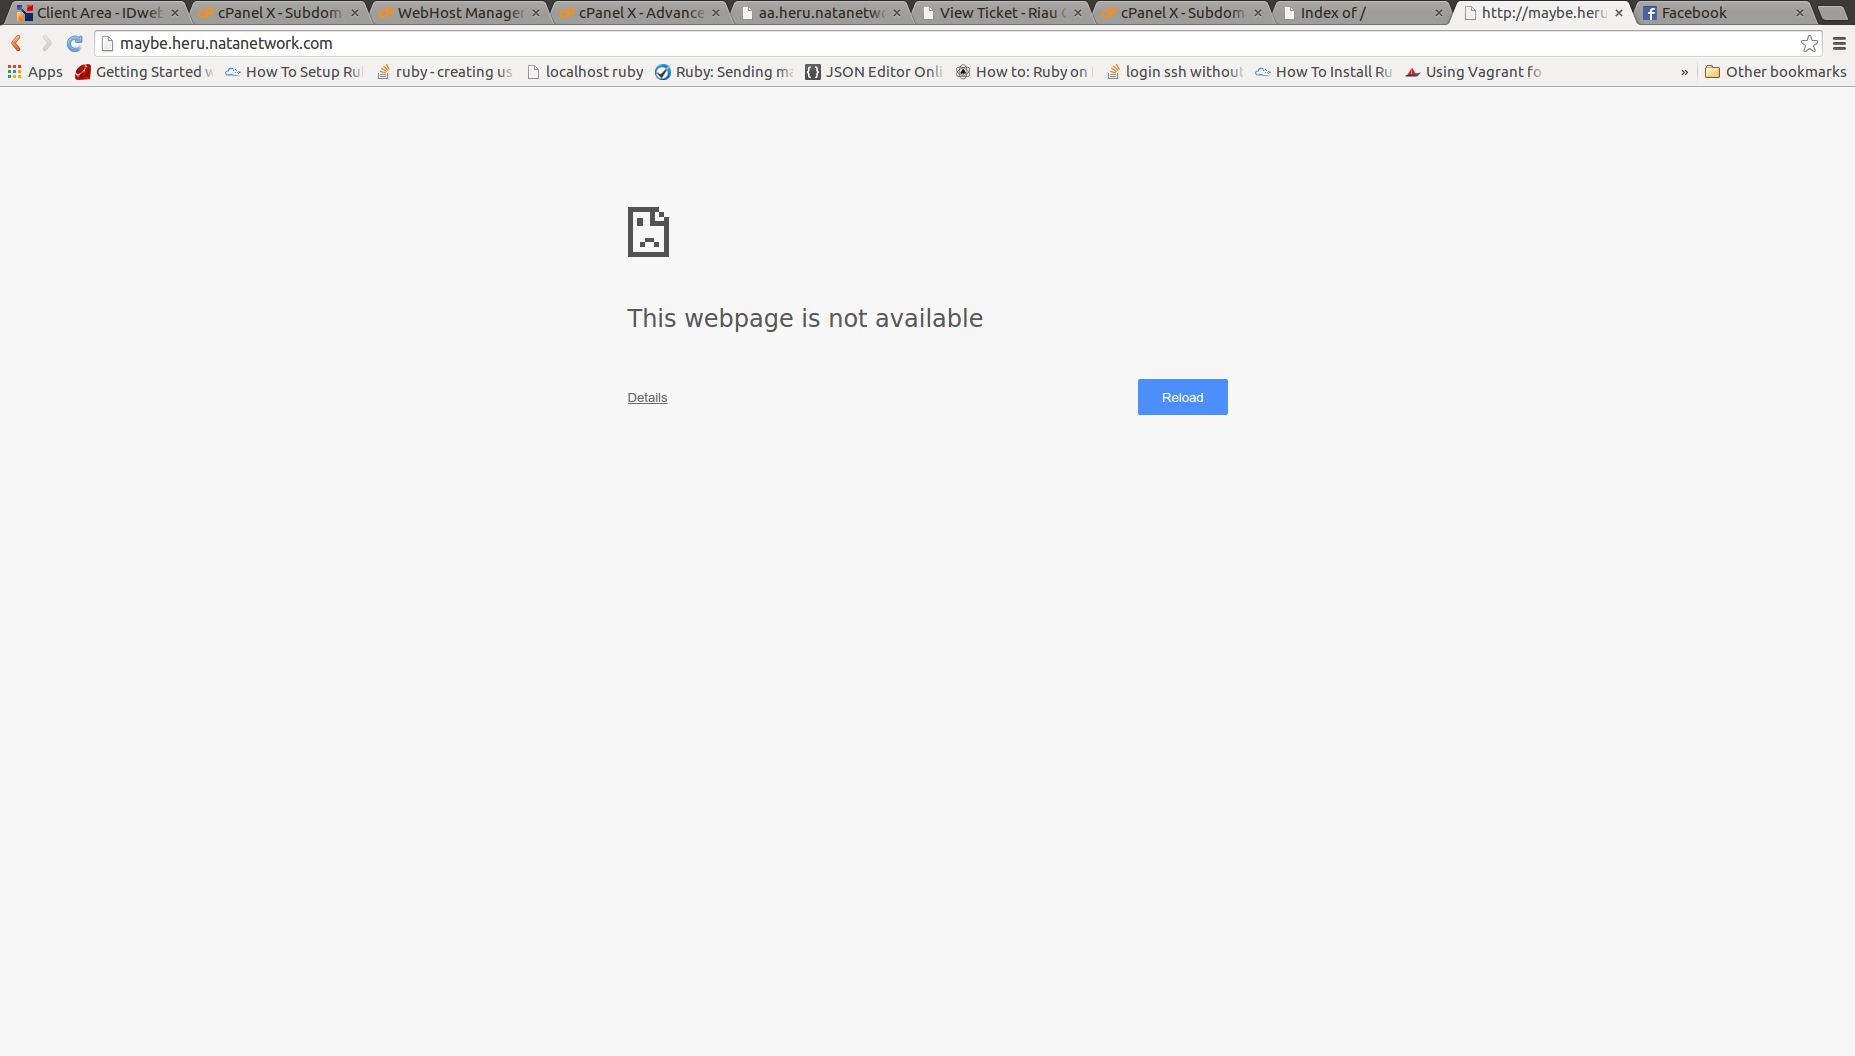 Client Area - IDweb
cPanel X - Subdom
WebHost Manager
cPanel X - Advance
aa.heru.natanetwo
View Ticket - Riau
cPanel X - Subdom
Index of /
http://maybe.heru
Facebook
maybe.heru.natanetwork.com
Apps
Getting Started w
How To Setup Ru
ruby - creating us
localhost ruby
Ruby: Sending ma
JSON Editor Onli
How to: Ruby on
login ssh without
How To Install Ru
Using Vagrant fo
»
Other bookmarks
This webpage is not available
Details
Reload